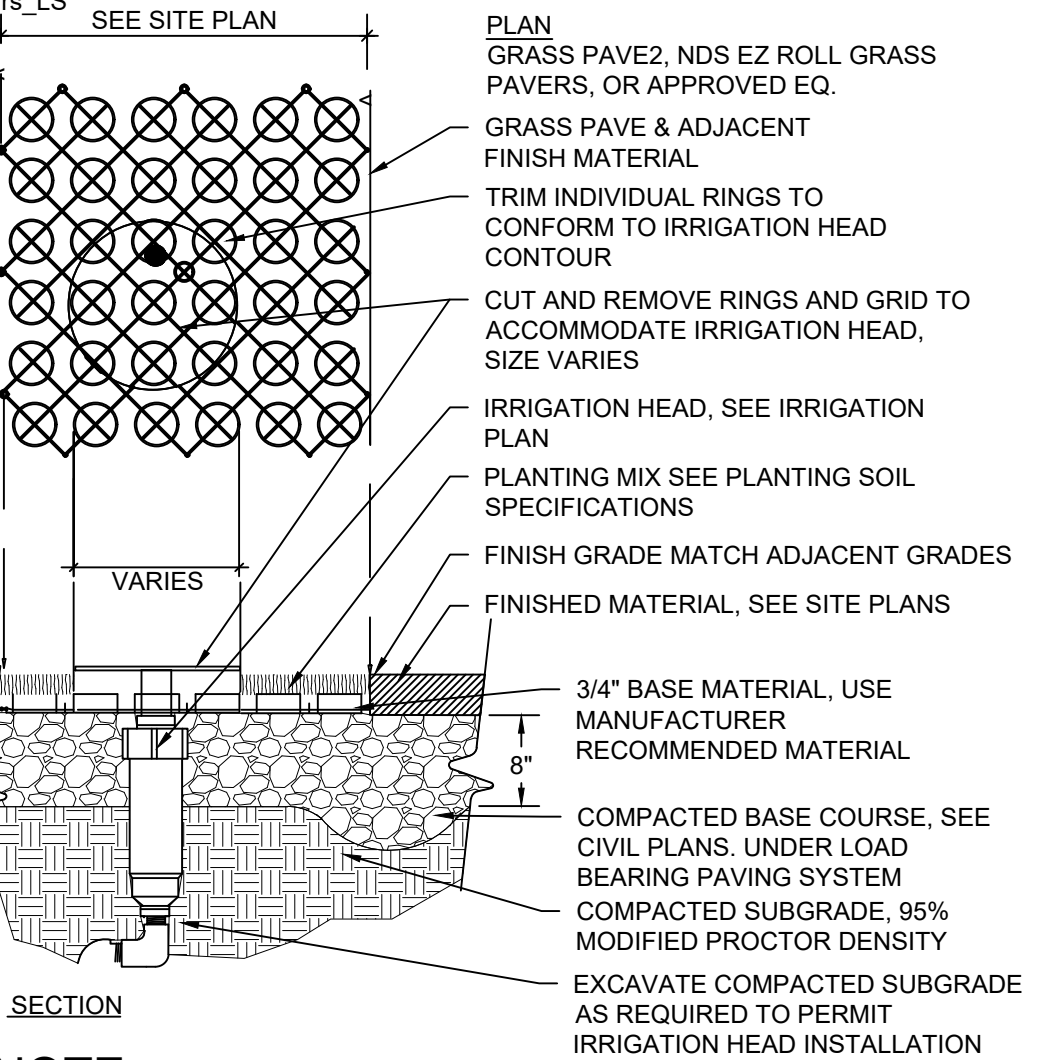 rs_LS
SEE SITE PLAN
PLAN
GRASS PAVE2, NDS EZ ROLL GRASS
PAVERS, OR APPROVED EQ.
GRASS PAVE & ADJACENT
FINISH MATERIAL
TRIM INDIVIDUAL RINGS TO
CONFORM TO IRRIGATION HEAD
CONTOUR
CUT AND REMOVE RINGS AND GRID TO
ACCOMMODATE IRRIGATION HEAD,
SIZE VARIES
IRRIGATION HEAD, SEE IRRIGATION
PLAN
PLANTING MIX SEE PLANTING SOIL
SPECIFICATIONS
FINISH GRADE MATCH ADJACENT GRADES
VARIES
FINISHED MATERIAL, SEE SITE PLANS
3/4" BASE MATERIAL, USE
MANUFACTURER
RECOMMENDED MATERIAL
8"
COMPACTED BASE COURSE, SEE
CIVIL PLANS. UNDER LOAD
BEARING PAVING SYSTEM
COMPACTED SUBGRADE, 95%
MODIFIED PROCTOR DENSITY
EXCAVATE COMPACTED SUBGRADE
AS REQUIRED TO PERMIT
IRRIGATION HEAD INSTALLATION
SECTION